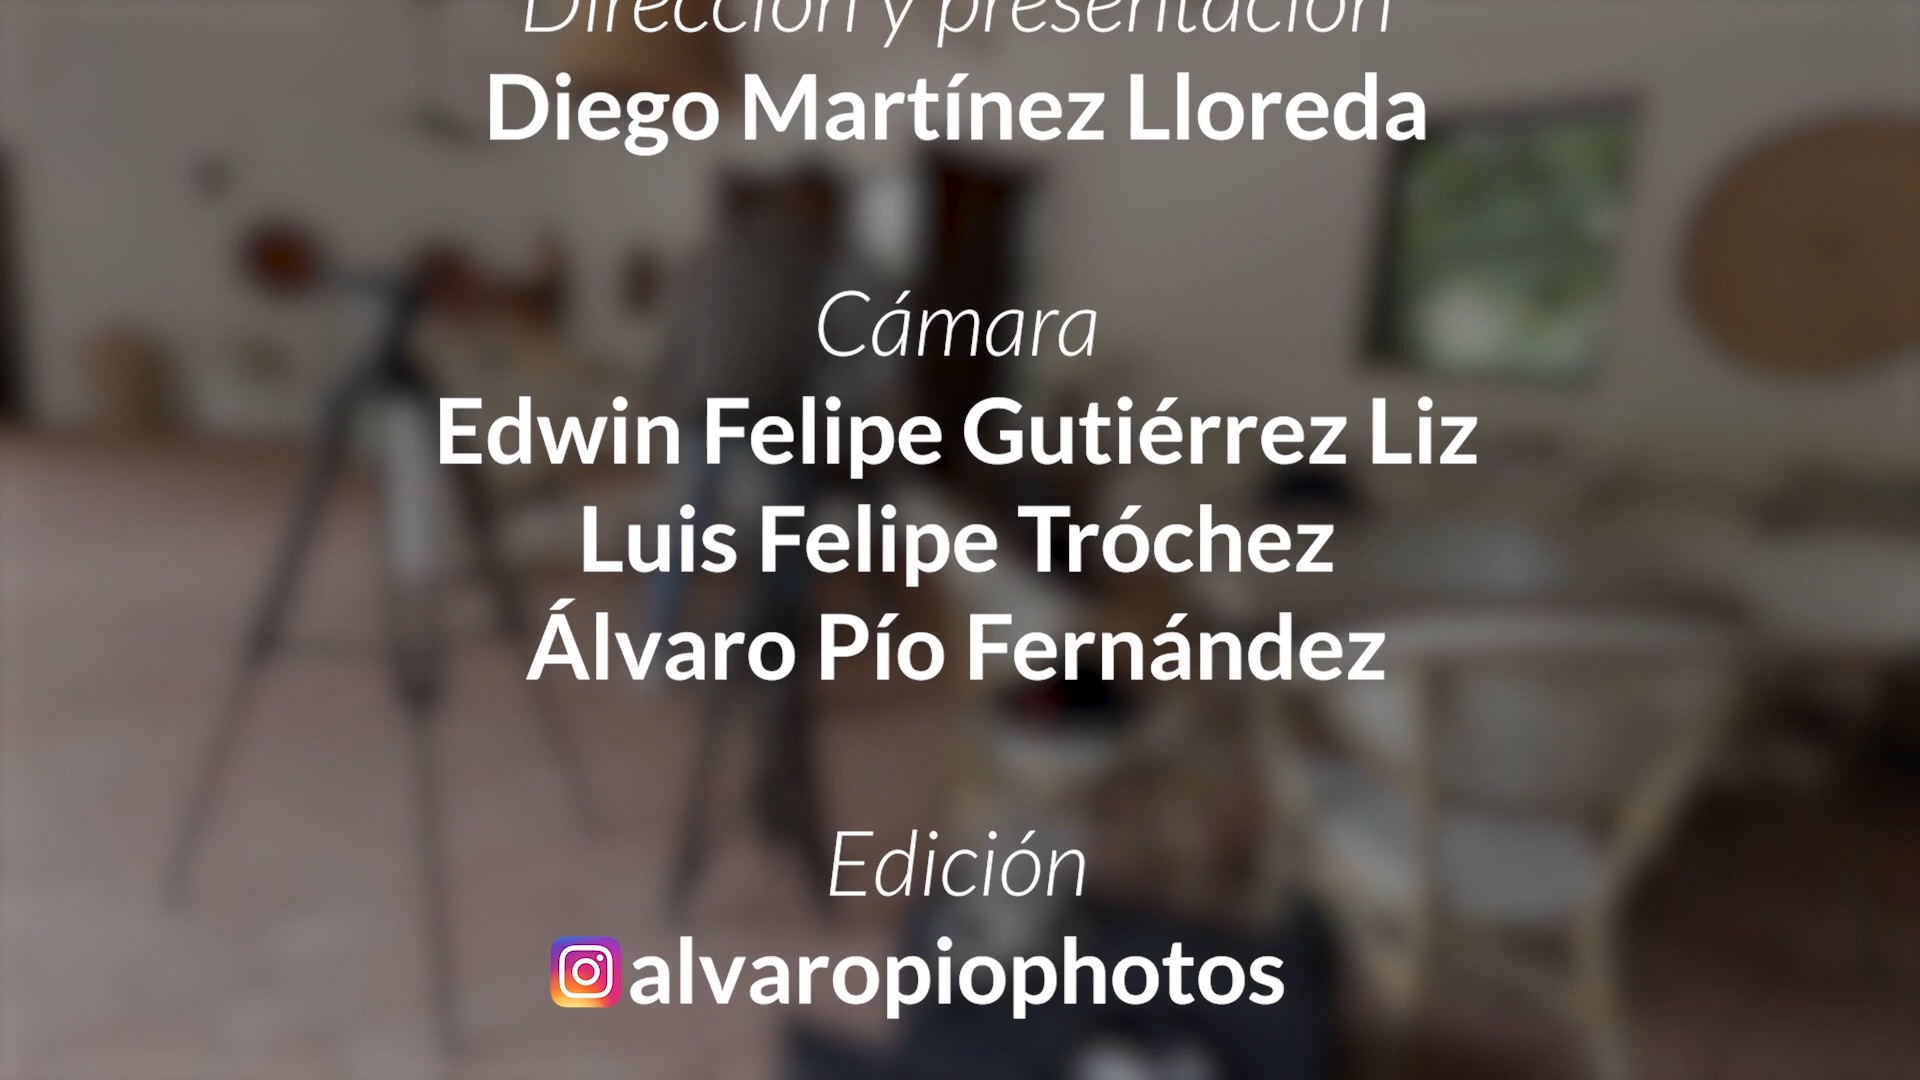 Dirección y presentación
Diego Martínez Lloreda
Cámara
Edwin Felipe Gutiérrez Liz
Luis Felipe Tróchez
Álvaro Pío Fernández
Edición
alvaropiophotos